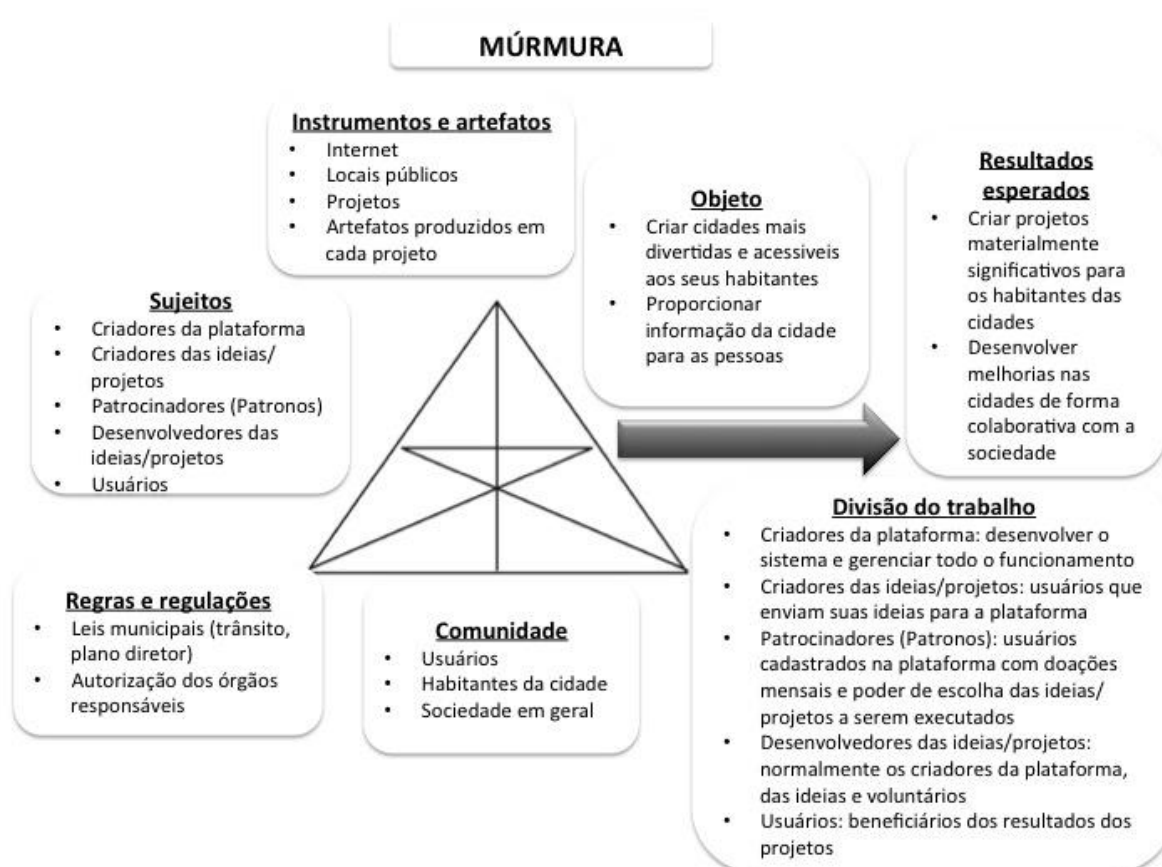 MÚRMURA
Instrumentos e artefatos
• Internet
• Locais públicos
• Projetos
• Artefatos produzidos em
cada projeto
Objeto
• Criar cidades mais
divertidas e acessiveis
aos seus habitantes
• Proporcionar
informação da cidade
para as pessoas
Resultados
esperados
• Criar projetos
materialmente
significativos para
os habitantes das
cidades
• Desenvolver
melhorias nas
cidades de forma
colaborativa com a
sociedade
Sujeitos
• Criadores da plataforma
• Criadores das ideias/
projetos
• Patrocinadores (Patronos)
• Desenvolvedores das
ideias/projetos
• Usuários
Regras e regulações
• Leis municipais (trânsito,
plano diretor)
• Autorização dos órgãos
responsáveis
Comunidade
• Usuários
• Habitantes da cidade
• Sociedade em geral
Divisão do trabalho
• Criadores da plataforma: desenvolver o
sistema e gerenciar todo o funcionamento
• Criadores das ideias/projetos: usuários que
enviam suas ideias para a plataforma
• Patrocinadores (Patronos): usuários
cadastrados na plataforma com doações
mensais e poder de escolha das ideias/
projetos a serem executados
• Desenvolvedores das ideias/projetos:
normalmente os criadores da plataforma,
das ideias e voluntários
• Usuários: beneficiários dos resultados dos
projetos